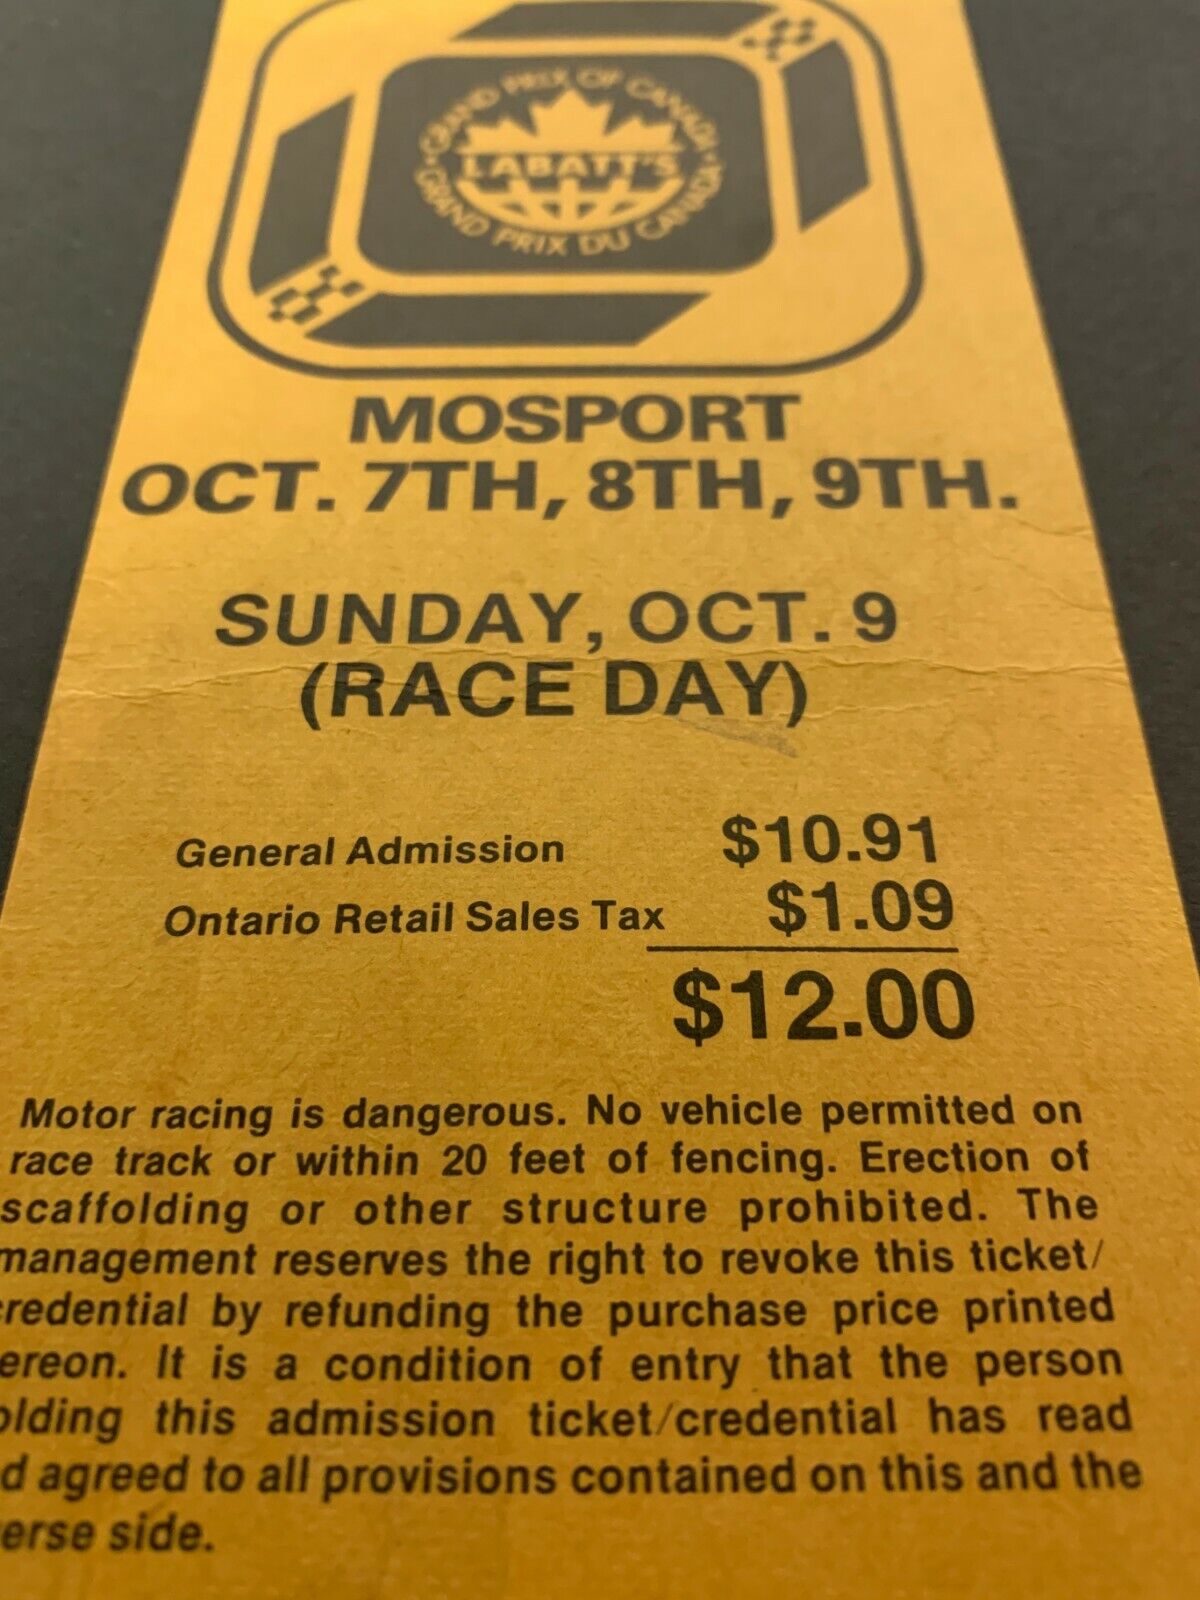 GRAND PRIX OF CANADA
LABATT'S
GRAND PRIX DU CANADA
MOSPORT
OCT. 7TH, 8TH, 9TH.
SUNDAY, OCT. 9
(RACE DAY)
General Admission $10.91
Ontario Retail Sales Tax $1.09
$12.00
Motor racing is dangerous. No vehicle permitted on
race track or within 20 feet of fencing. Erection of
scaffolding or other structure prohibited. The
management reserves the right to revoke this ticket/
credential by refunding the purchase price printed
ereon. It is a condition of entry that the person
olding this admission ticket/credential has read
d agreed to all provisions contained on this and the
erse side.